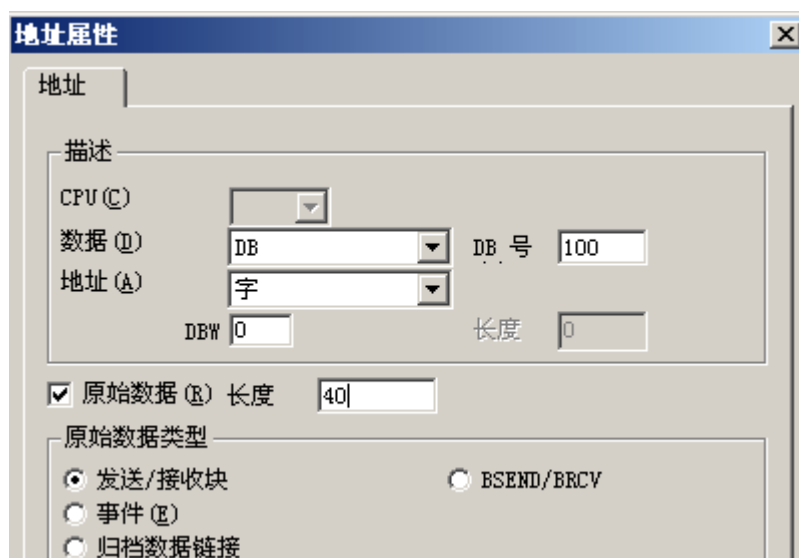 地址属性
地址
描述
CPU(C)
数据(D) DB DB 号 100
地址(A) 字
DBW 0 长度 0
原始数据(R) 长度 40
原始数据类型
发送/接收块 BSEND/BRCV
事件(E)
归档数据链接